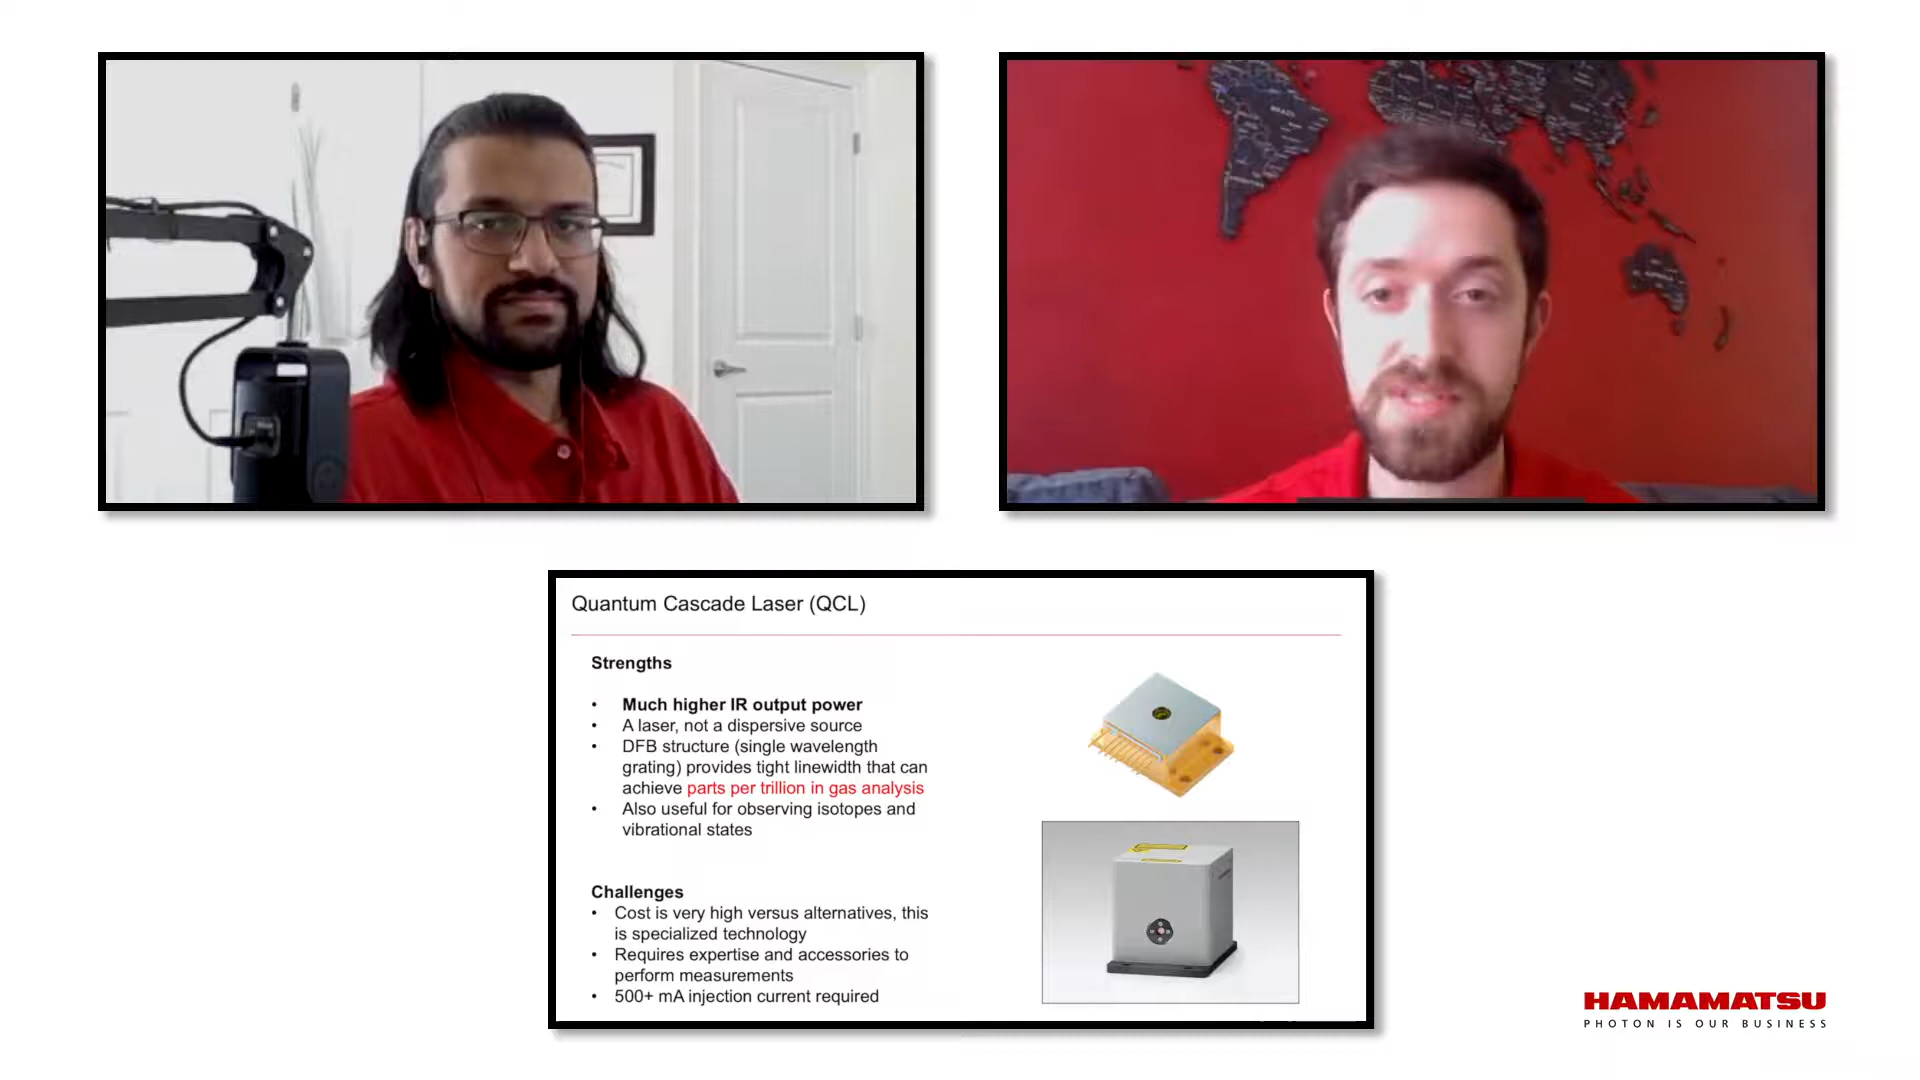 BRAZIL
Quantum Cascade Laser (QCL)
Strengths
• Much higher IR output power
• A laser, not a dispersive source
• DFB structure (single wavelength
grating) provides tight linewidth that can
achieve parts per trillion in gas analysis
• Also useful for observing isotopes and
vibrational states
Challenges
• Cost is very high versus alternatives, this
is specialized technology
• Requires expertise and accessories to
perform measurements
• 500+ mA injection current required
HAMAMATSU
PHOTON IS OUR BUSINESS